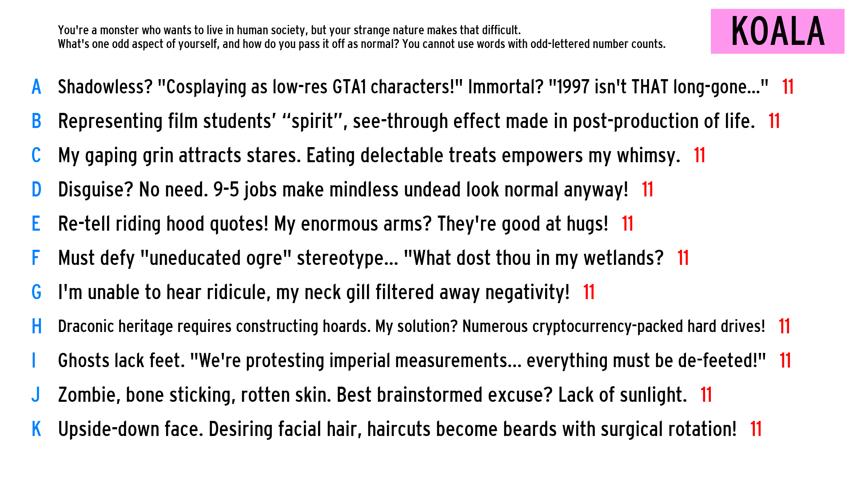 You're a monster who wants to live in human society, but your strange nature makes that difficult.
What's one odd aspect of yourself, and how do you pass it off as normal? You cannot use words with odd-lettered number counts.
KOALA
A Shadowless? "Cosplaying as low-res GTA1 characters!" Immortal? "1997 isn't THAT long-gone..." 11
B Representing film students’ “spirit”, see-through effect made in post-production of life. 11
C My gaping grin attracts stares. Eating delectable treats empowers my whimsy. 11
D Disguise? No need. 9-5 jobs make mindless undead look normal anyway! 11
E Re-tell riding hood quotes! My enormous arms? They're good at hugs! 11
F Must defy "uneducated ogre" stereotype... "What dost thou in my wetlands? 11
G I'm unable to hear ridicule, my neck gill filtered away negativity! 11
H Draconic heritage requires constructing hoards. My solution? Numerous cryptocurrency-packed hard drives! 11
I Ghosts lack feet. "We're protesting imperial measurements... everything must be de-feeted!" 11
J Zombie, bone sticking, rotten skin. Best brainstormed excuse? Lack of sunlight. 11
K Upside-down face. Desiring facial hair, haircuts become beards with surgical rotation! 11